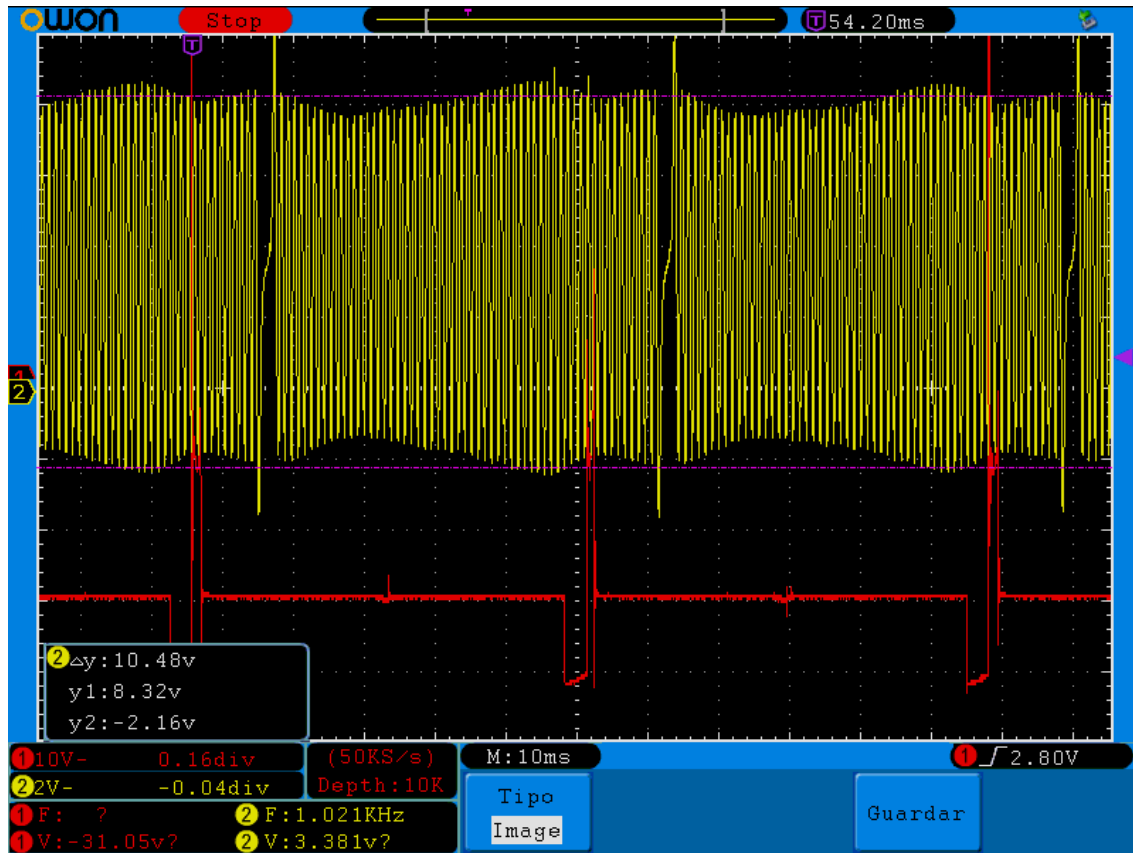 owon Stop T 54.20ms
T
T
1
2
2 △y:10.48v
y1:8.32v
y2:-2.16v
1 10V- 0.16div (50KS/s) M:10ms 1 2.80V
2 2V- -0.04div Depth:10K
1 F: ? 2 F:1.021KHz
1 V:-31.05v? 2 V:3.381v?
Tipo
Image
Guardar